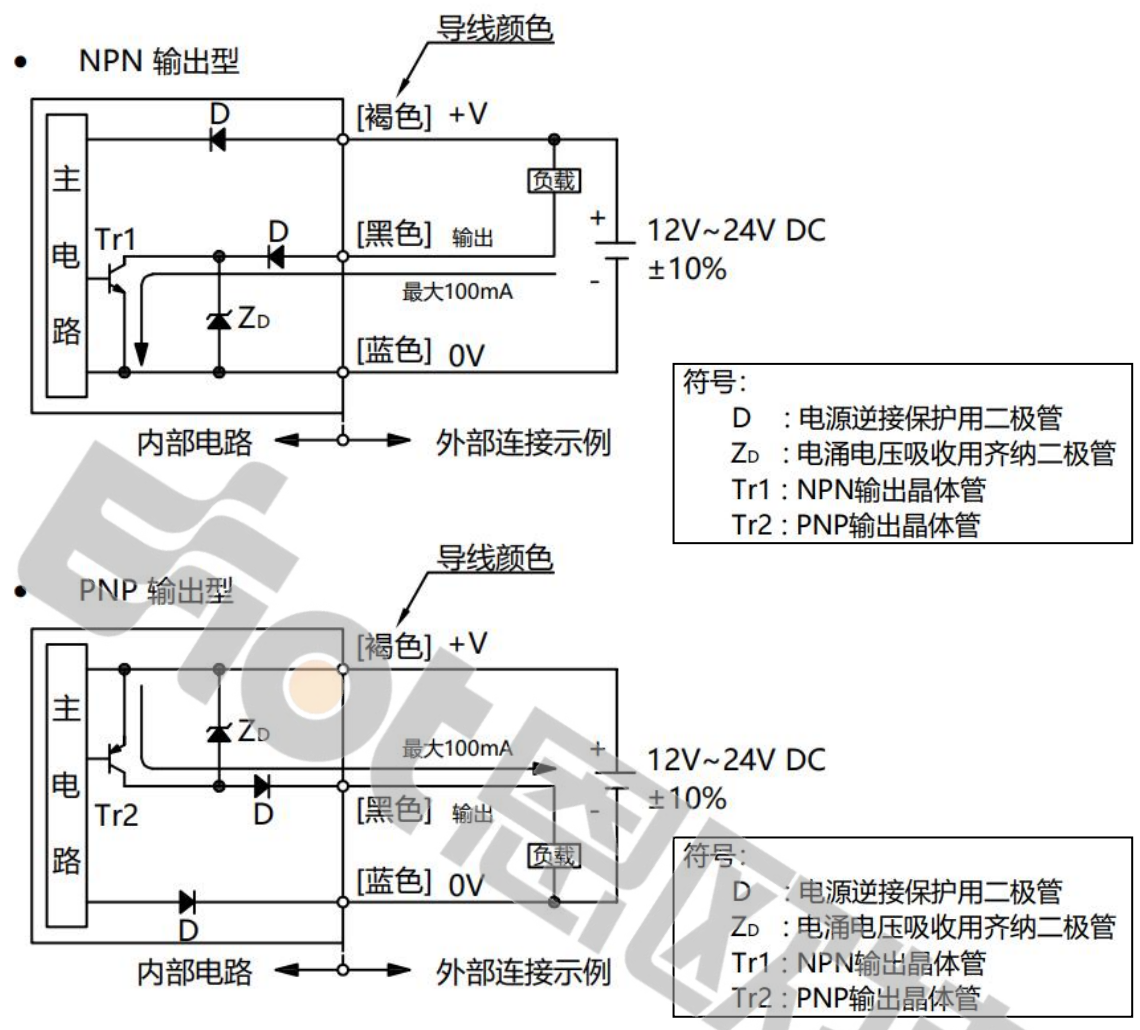 导线颜色
• NPN 输出型
D
[褐色] +V
主电路
负载
Tr1
D
[黑色] 输出
+
12V~24V DC
±10%
-
最大100mA
ZD
[蓝色] 0V
内部电路
外部连接示例
符号:
D : 电源逆接保护用二极管
ZD : 电涌电压吸收用齐纳二极管
Tr1 : NPN输出晶体管
Tr2 : PNP输出晶体管
导线颜色
• PNP 输出型
[褐色] +V
主电路
ZD
最大100mA
+
12V~24V DC
±10%
-
Tr2
D
[黑色] 输出
负载
[蓝色] 0V
D
内部电路
外部连接示例
符号:
D : 电源逆接保护用二极管
ZD : 电涌电压吸收用齐纳二极管
Tr1 : NPN输出晶体管
Tr2 : PNP输出晶体管